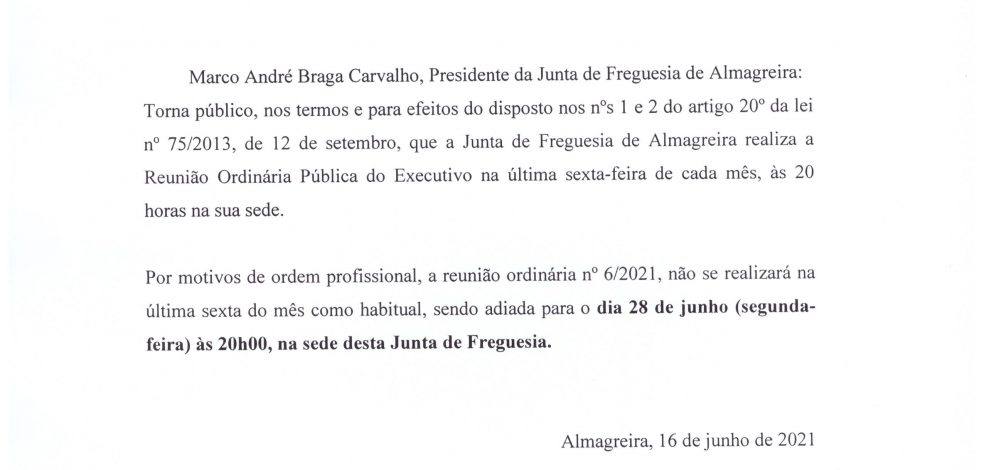 Marco André Braga Carvalho, Presidente da Junta de Freguesia de Almagreira:
Torna público, nos termos e para efeitos do disposto nos nºs 1 e 2 do artigo 20º da lei
nº 75/2013, de 12 de setembro, que a Junta de Freguesia de Almagreira realiza a
Reunião Ordinária Pública do Executivo na última sexta-feira de cada mês, às 20
horas na sua sede.
Por motivos de ordem profissional, a reunião ordinária nº 6/2021, não se realizará na
última sexta do mês como habitual, sendo adiada para o dia 28 de junho (segunda-
feira) às 20h00, na sede desta Junta de Freguesia.
Almagreira, 16 de junho de 2021